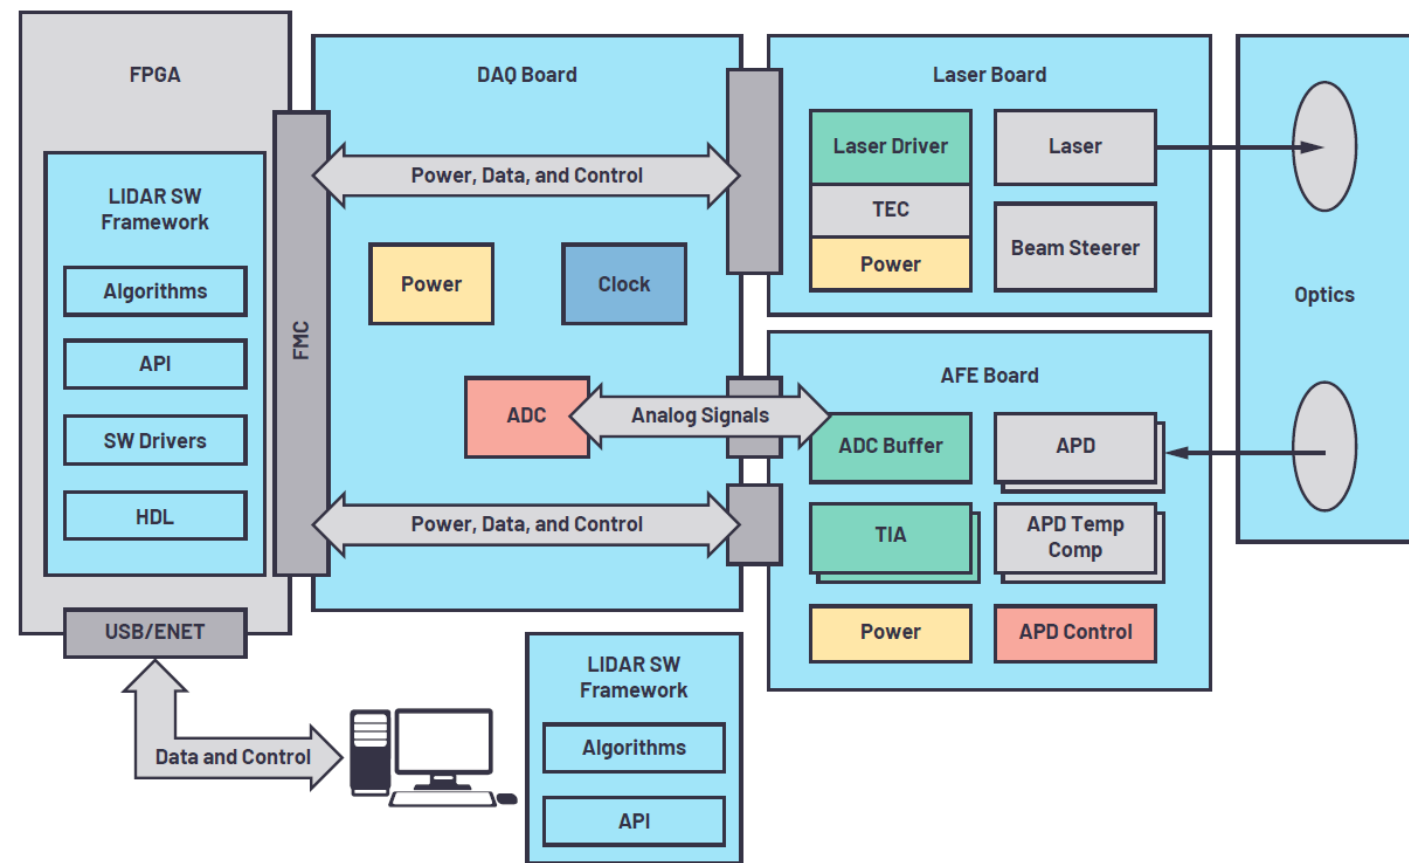 FPGA
LIDAR SW
Framework
Algorithms
API
SW Drivers
HDL
USB/ENET
FMC
DAQ Board
Power, Data, and Control
Power
Clock
ADC
Analog Signals
Power, Data, and Control
Laser Board
Laser Driver
TEC
Power
Laser
Beam Steerer
AFE Board
ADC Buffer
APD
TIA
APD Temp
Comp
Power
APD Control
Optics
Data and Control
LIDAR SW
Framework
Algorithms
API